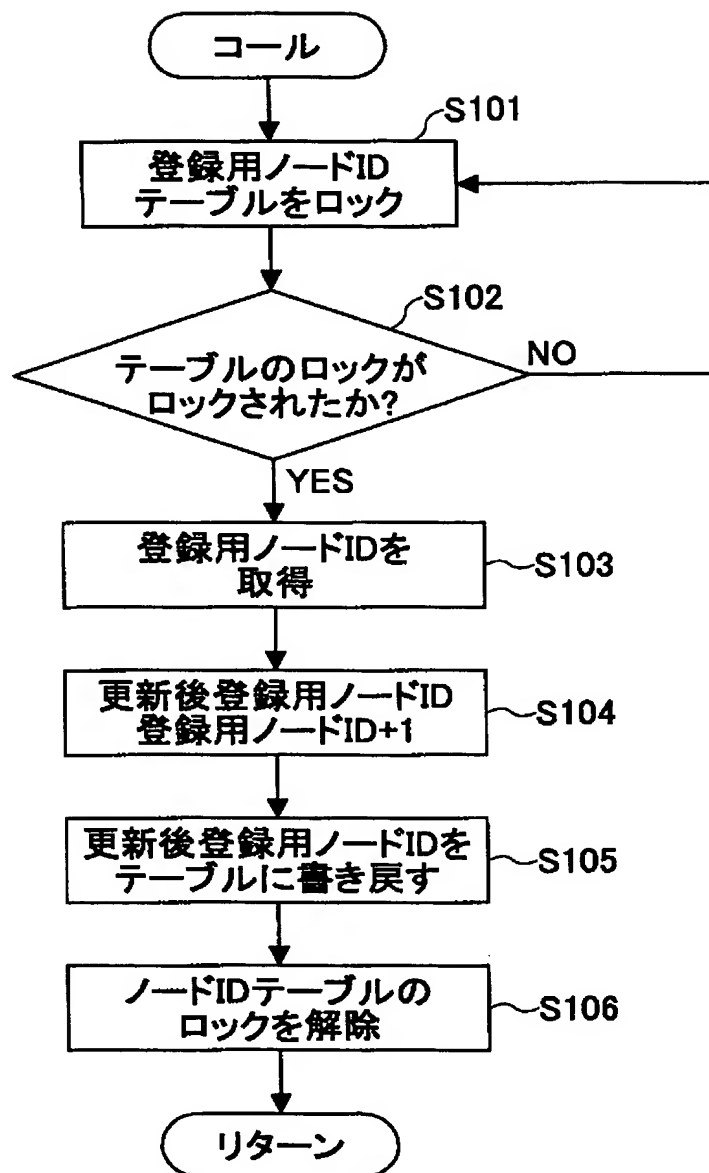 コール
S101
登録用ノードID
テーブルをロック
S102
テーブルのロックが
ロックされたか?
NO
YES
登録用ノードIDを
取得
S103
更新後登録用ノードID
登録用ノードID+1
S104
更新後登録用ノードIDを
テーブルに書き戻す
S105
ノードIDテーブルの
ロックを解除
S106
リターン